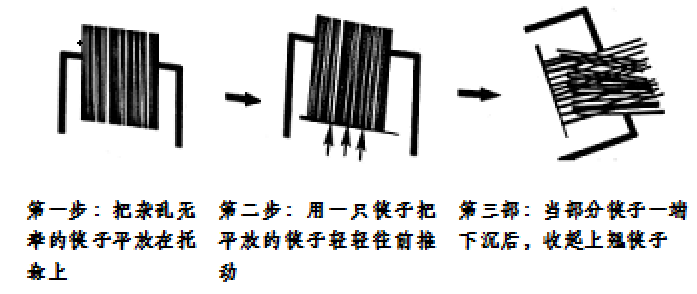 第一步：把杂乱无
章的筷子平放在托
盘上
第二步：用一只筷子把
平放的筷子轻轻往前推
动
第三部：当部分筷子一端
下沉后，收起上翘筷子